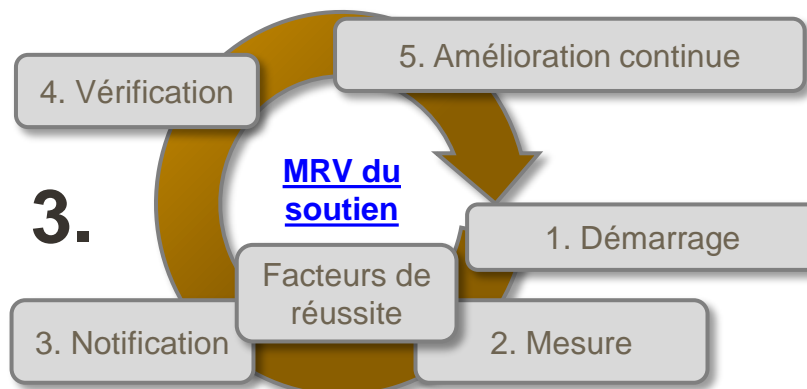 5. Amélioration continue
4. Vérification
MRV du
soutien
3.
1. Démarrage
Facteurs de
réussite
3. Notification
2. Mesure